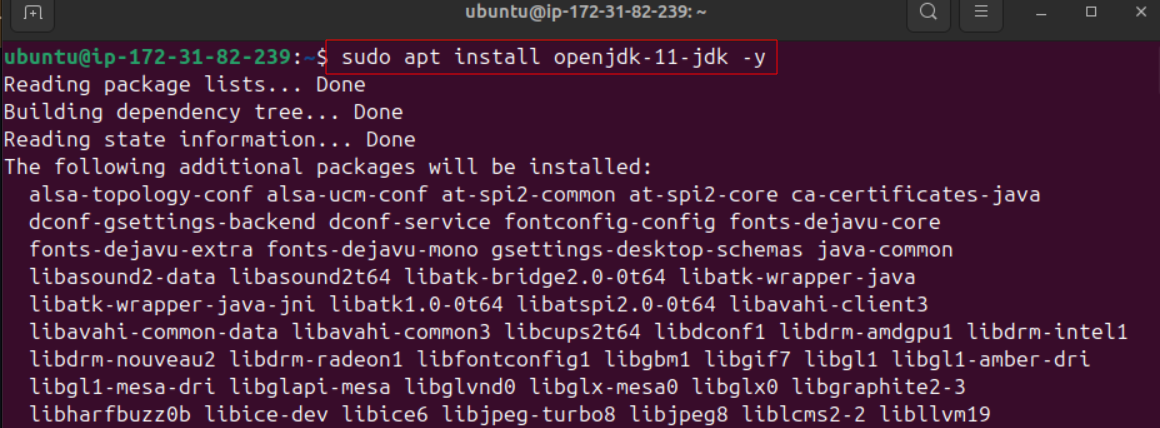 ubuntu@ip-172-31-82-239: ~
ubuntu@ip-172-31-82-239:~$ sudo apt install openjdk-11-jdk -y
Reading package lists... Done
Building dependency tree... Done
Reading state information... Done
The following additional packages will be installed:
  alsa-topology-conf alsa-ucm-conf at-spi2-common at-spi2-core ca-certificates-java
  dconf-gsettings-backend dconf-service fontconfig-config fonts-dejavu-core
  fonts-dejavu-extra fonts-dejavu-mono gsettings-desktop-schemas java-common
  libasound2-data libasound2t64 libatk-bridge2.0-0t64 libatk-wrapper-java
  libatk-wrapper-java-jni libatk1.0-0t64 libatspi2.0-0t64 libavahi-client3
  libavahi-common-data libavahi-common3 libcups2t64 libdconf1 libdrm-amdgpu1 libdrm-intel1
  libdrm-nouveau2 libdrm-radeon1 libfontconfig1 libgbm1 libgif7 libgl1 libgl1-amber-dri
  libgl1-mesa-dri libglapi-mesa libglvnd0 libglx-mesa0 libglx0 libgraphite2-3
  libharfbuzz0b libice-dev libice6 libjpeg-turbo8 libjpeg8 liblcms2-2 libllvm19